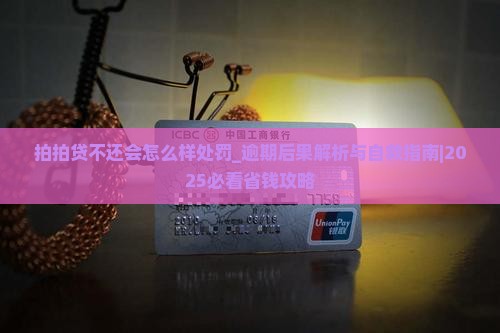 ICBC 中国工商银行
拍拍贷不还会怎么样处罚_逾期后果解析与自救指南|20
25必看省钱攻略
7758
UnionPay
银联